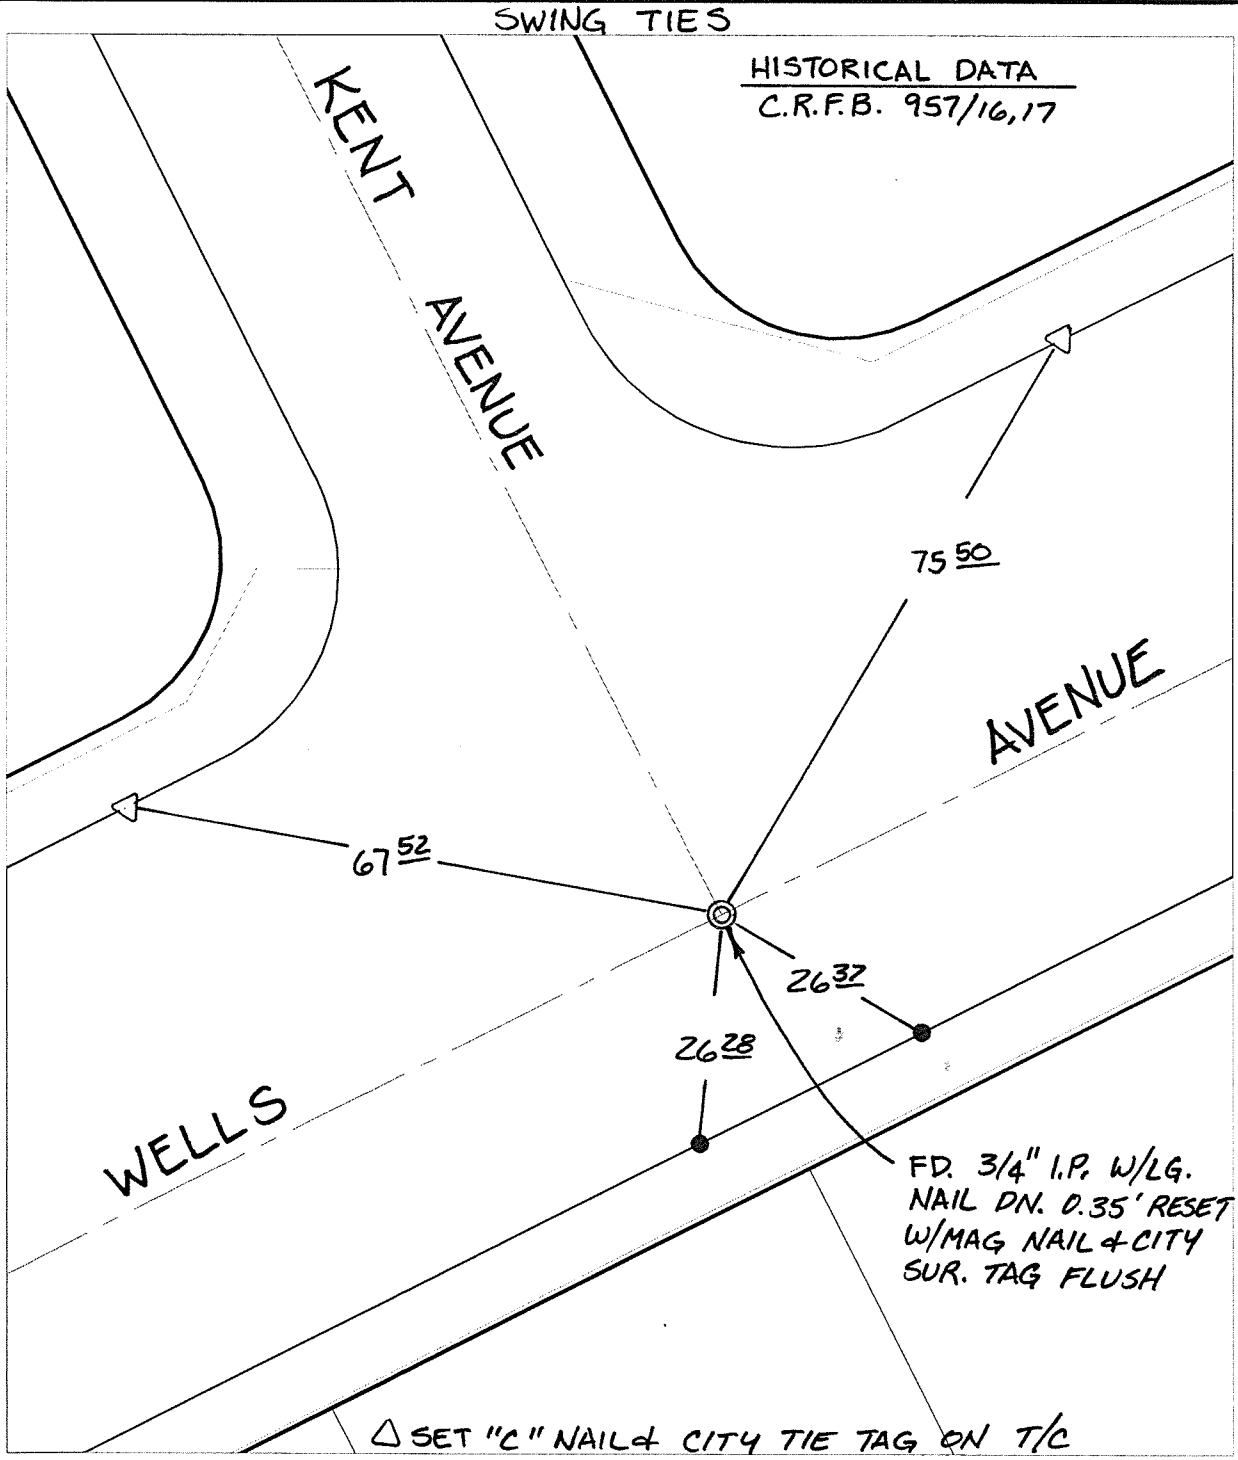 SWING TIES
HISTORICAL DATA
C.R.F.B. 957/16,17
KENT AVENUE
75 50
AVENUE
67 52
26 37
26 28
WELLS
FD. 3/4" I.P. W/LG.
NAIL DN. 0.35' RESET
W/MAG NAIL & CITY
SUR. TAG FLUSH
△ SET "C" NAIL & CITY TIE TAG ON T/C